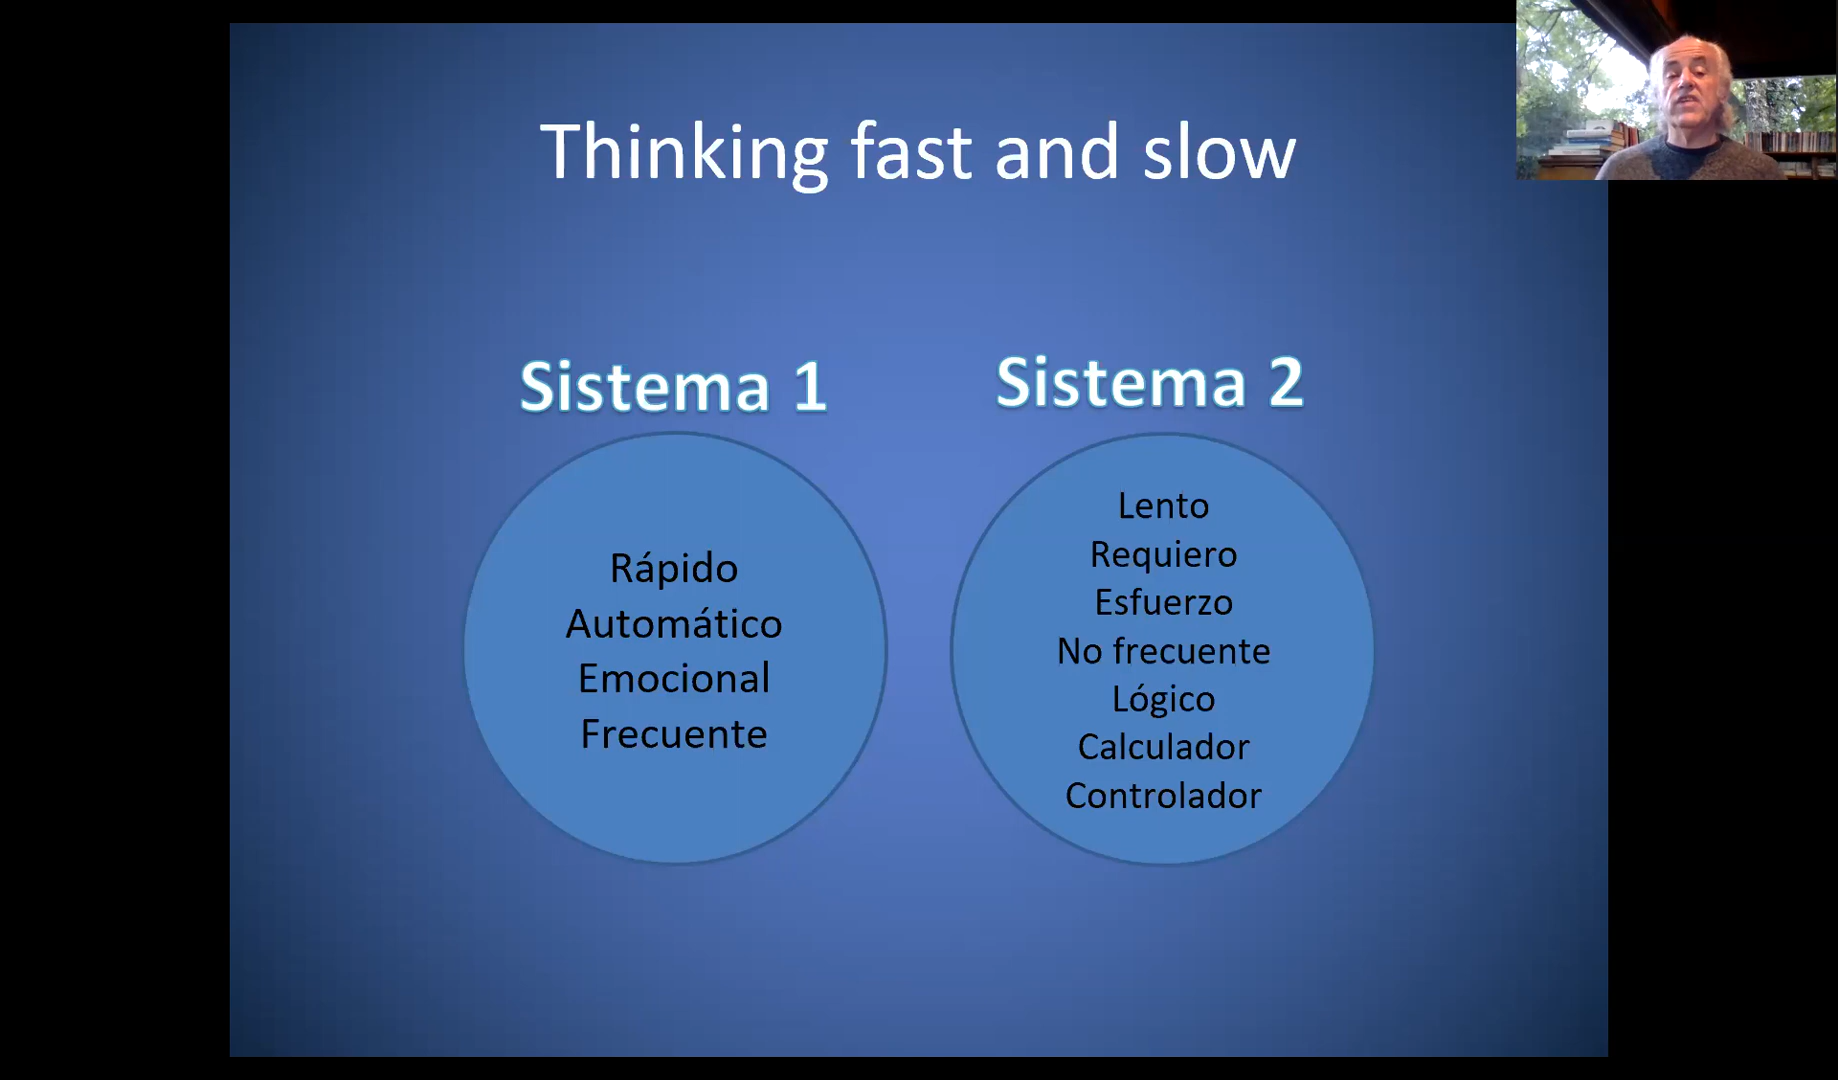 Thinking fast and slow
Sistema 1
Rápido
Automático
Emocional
Frecuente
Sistema 2
Lento
Requiero
Esfuerzo
No frecuente
Lógico
Calculador
Controlador